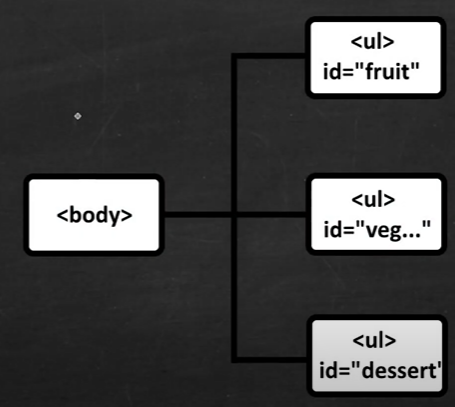 <ul>
id="fruit"
<body>
<ul>
id="veg..."
<ul>
id="dessert'